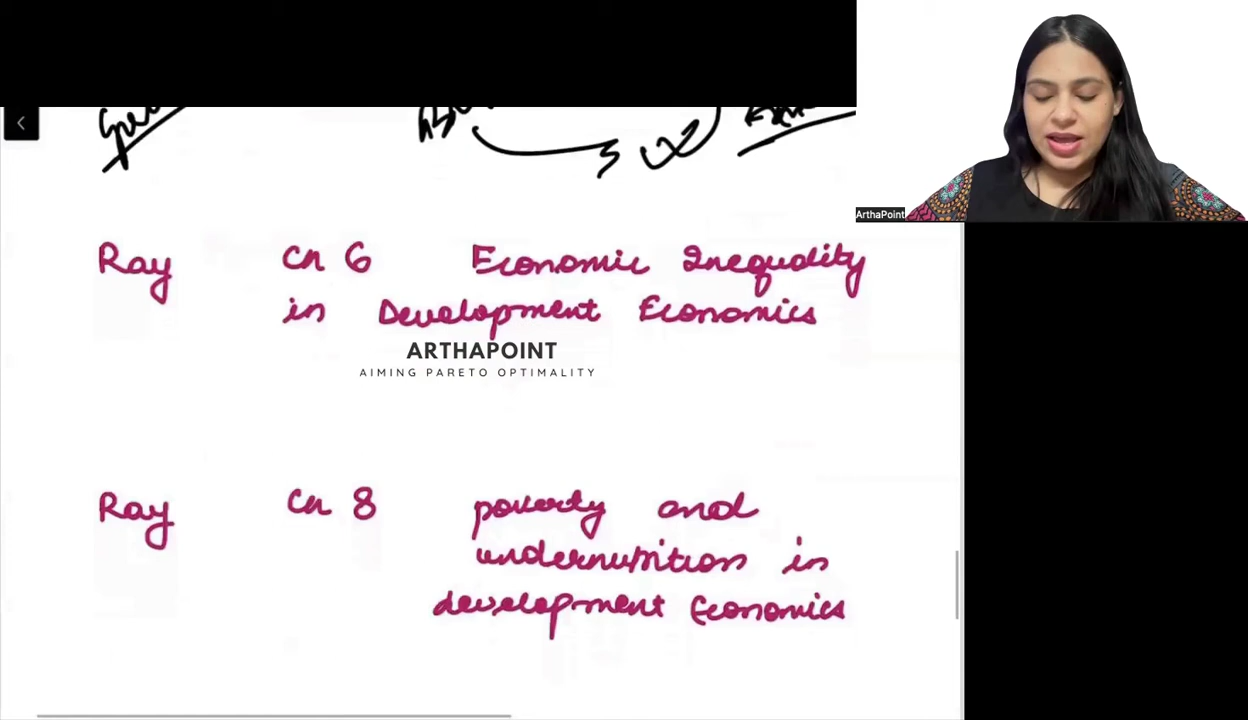 ArthaPoint
Ray Ch 6 Economic Inequality
in Development Economics
ARTHAPOINT
AIMING PARETO OPTIMALITY
Ray Ch 8 poverty and
undernutrition in
development Economics